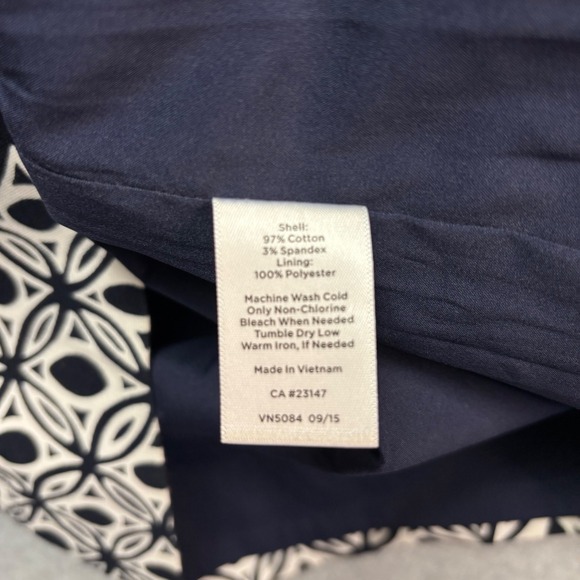 Shell:
97% Cotton
3% Spandex
Lining:
100% Polyester
Machine Wash Cold
Only Non-Chlorine
Bleach When Needed
Tumble Dry Low
Warm Iron, If Needed
Made In Vietnam
CA #23147
VN5084 09/15